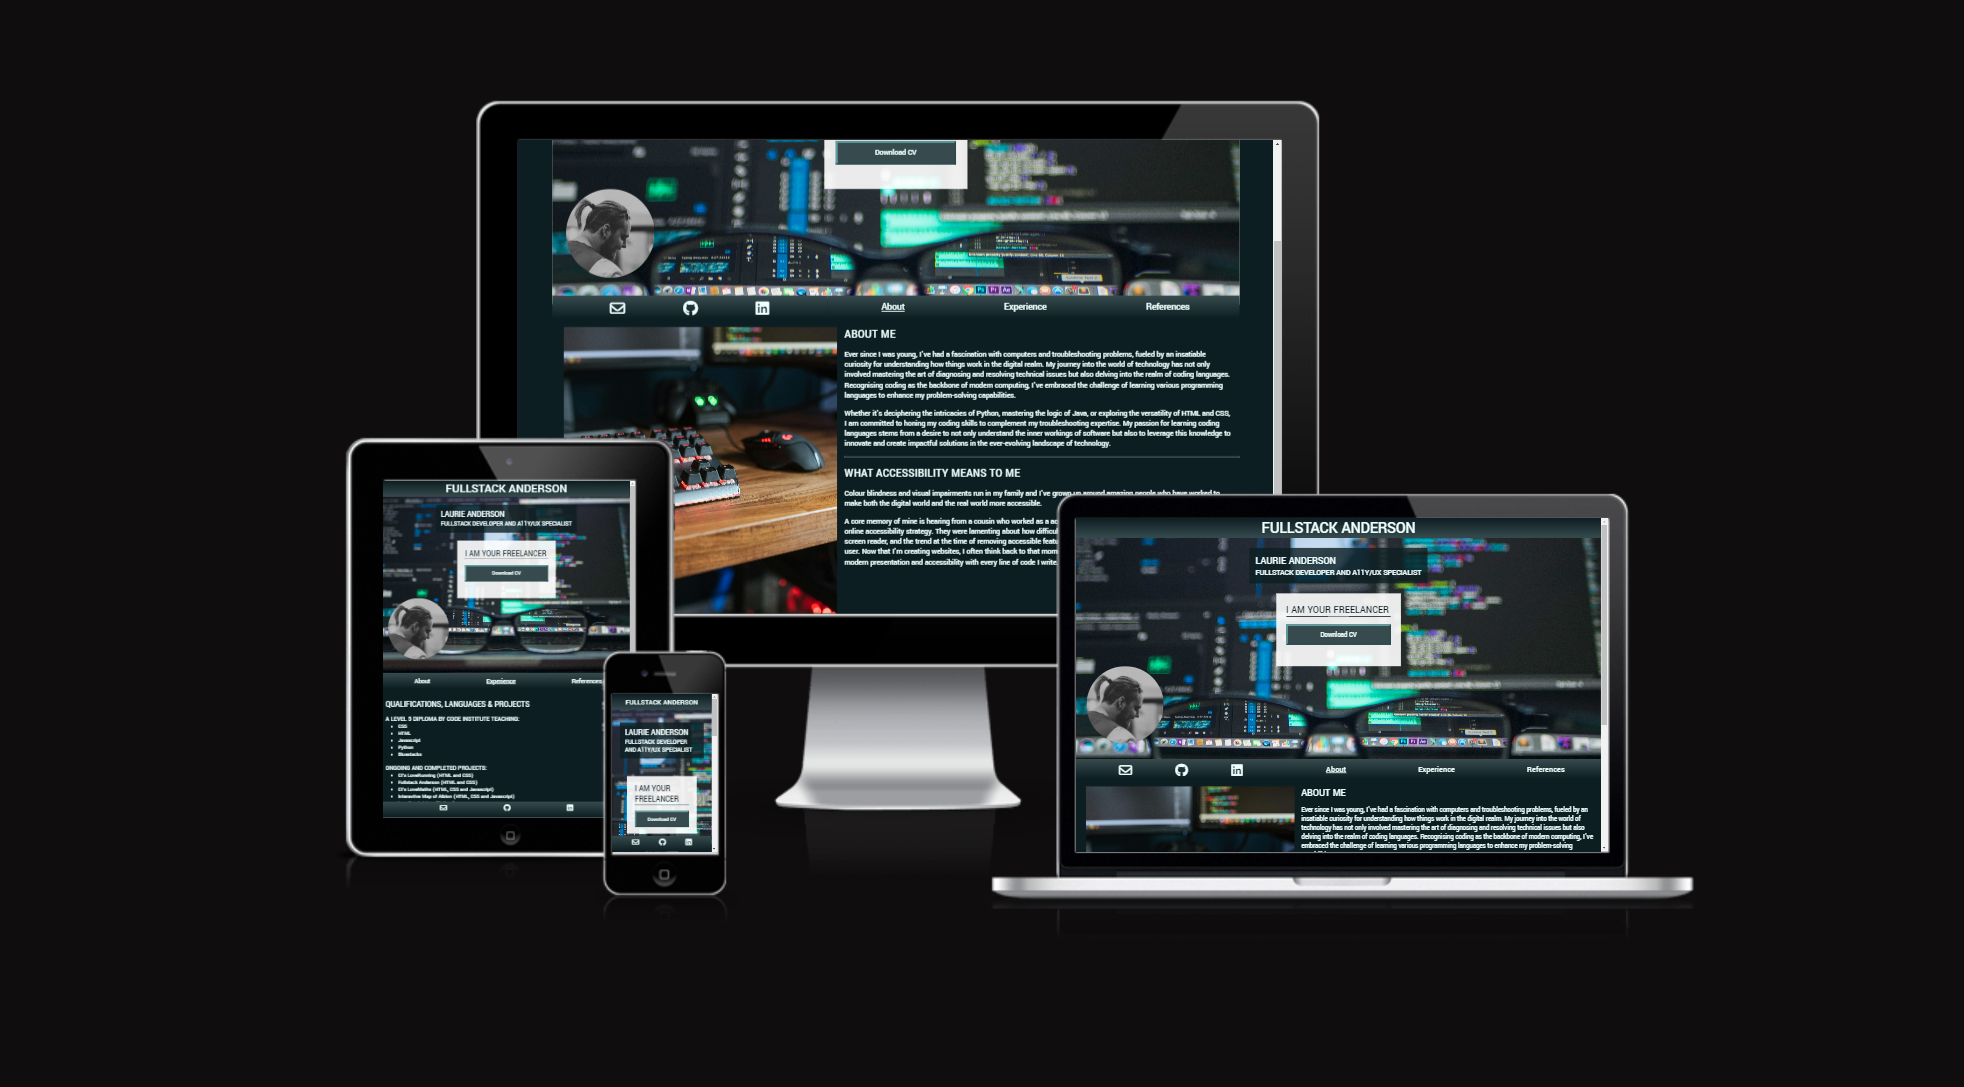 Download CV
About
Experience
References
ABOUT ME
Ever since I was young, I've had a fascination with computers and troubleshooting problems, fueled by an insatiable
curiosity for understanding how things work in the digital realm. My journey into the world of technology has not only
involved mastering the art of diagnosing and resolving technical issues but also delving into the realm of coding languages.
Recognising coding as the backbone of modern computing, I've embraced the challenge of learning various programming
languages to enhance my problem-solving capabilities.
Whether it's deciphering the intricacies of Python, mastering the logic of Java, or exploring the versatility of HTML and CSS,
I am committed to honing my coding skills to complement my troubleshooting expertise. My passion for learning coding
languages stems from a desire to not only understand the inner workings of software but also to leverage this knowledge to
innovate and create impactful solutions in the ever-evolving landscape of technology.
WHAT ACCESSIBILITY MEANS TO ME
Colour blindness and visual impairments run in my family and I've grown up around amazing people who have worked to
make both the digital world and the real world more accessible.
A core memory of mine is hearing from a cousin who worked as a
online accessibility strategy. They were lamenting about how
screen reader, and the trend at the time of removing accessible
user. Now that I'm creating websites, I often think back to that
modern presentation and accessibility with every line of code I write.
FULLSTACK ANDERSON
LAURIE ANDERSON
FULLSTACK DEVELOPER AND A11Y/UX SPECIALIST
I AM YOUR FREELANCER
Download CV
About
Experience
References
QUALIFICATIONS, LANGUAGES & PROJECTS
A LEVEL 5 DIPLOMA BY CODE INSTITUTE TEACHING:
CSS
HTML
Javascript
Python
Bluestacks
ONGOING AND COMPLETED PROJECTS:
CI's LoveRunning (HTML and CSS)
Fullstack Anderson (HTML and CSS)
CI's LoveMaths (HTML, CSS and Javascript)
Interactive Map of Albion (HTML, CSS and Javascript)
FULLSTACK ANDERSON
LAURIE ANDERSON
FULLSTACK DEVELOPER
AND A11Y/UX SPECIALIST
I AM YOUR
FREELANCER
Download CV
FULLSTACK ANDERSON
LAURIE ANDERSON
FULLSTACK DEVELOPER AND A11Y/UX SPECIALIST
I AM YOUR FREELANCER
Download CV
About
Experience
References
ABOUT ME
Ever since I was young, I've had a fascination with computers and troubleshooting problems, fueled by an
insatiable curiosity for understanding how things work in the digital realm. My journey into the world of
technology has not only involved mastering the art of diagnosing and resolving technical issues but also
delving into the realm of coding languages. Recognising coding as the backbone of modern computing, I've
embraced the challenge of learning various programming languages to enhance my problem-solving